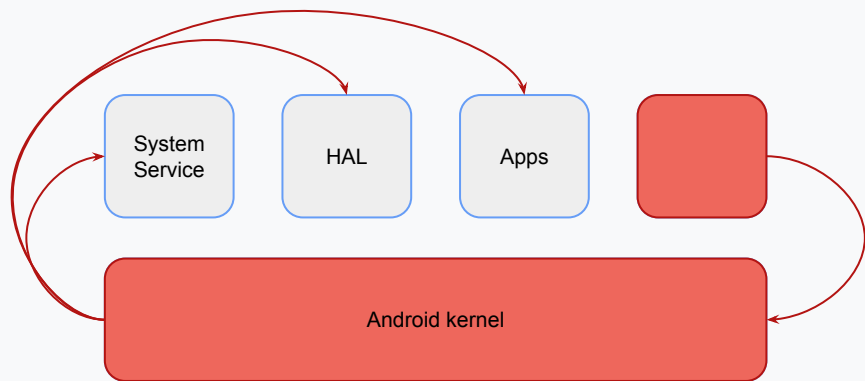 System
Service
HAL
Apps
Android kernel